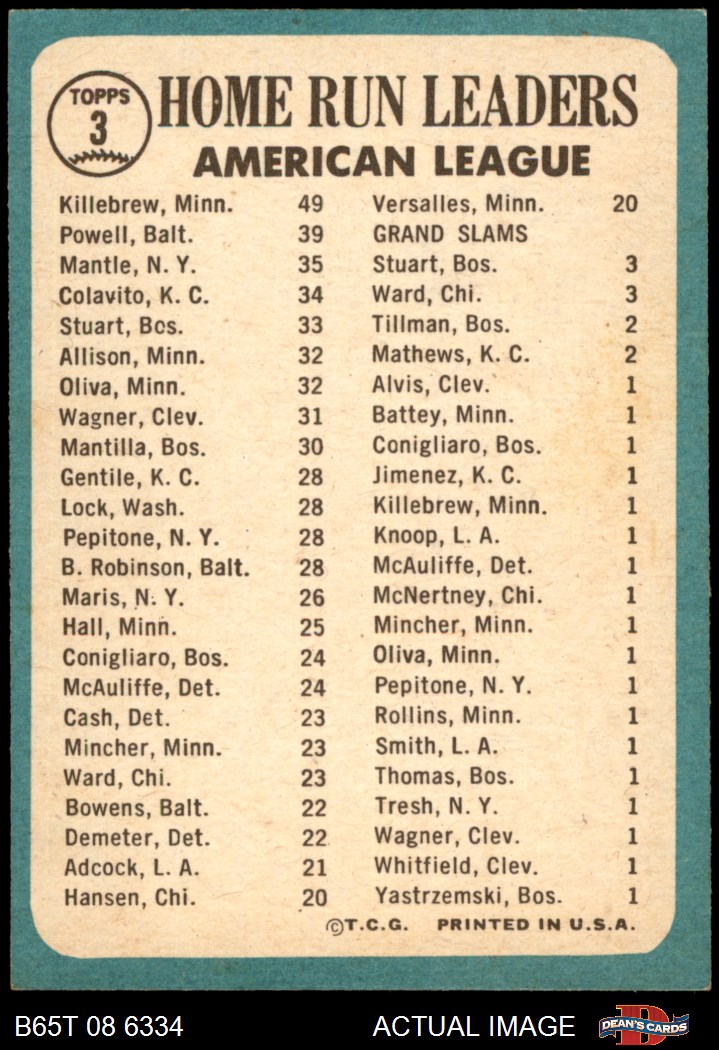 TOPPS
3
HOME RUN LEADERS
AMERICAN LEAGUE
Killebrew, Minn. 49
Powell, Balt. 39
Mantle, N. Y. 35
Colavito, K. C. 34
Stuart, Bos. 33
Allison, Minn. 32
Oliva, Minn. 32
Wagner, Clev. 31
Mantilla, Bos. 30
Gentile, K. C. 28
Lock, Wash. 28
Pepitone, N. Y. 28
B. Robinson, Balt. 28
Maris, N. Y. 26
Hall, Minn. 25
Conigliaro, Bos. 24
McAuliffe, Det. 24
Cash, Det. 23
Mincher, Minn. 23
Ward, Chi. 23
Bowens, Balt. 22
Demeter, Det. 22
Adcock, L. A. 21
Hansen, Chi. 20
Versalles, Minn. 20
GRAND SLAMS
Stuart, Bos. 3
Ward, Chi. 3
Tillman, Bos. 2
Mathews, K. C. 2
Alvis, Clev. 1
Battey, Minn. 1
Conigliaro, Bos. 1
Jimenez, K. C. 1
Killebrew, Minn. 1
Knoop, L. A. 1
McAuliffe, Det. 1
McNertney, Chi. 1
Mincher, Minn. 1
Oliva, Minn. 1
Pepitone, N. Y. 1
Rollins, Minn. 1
Smith, L. A. 1
Thomas, Bos. 1
Tresh, N. Y. 1
Wagner, Clev. 1
Whitfield, Clev. 1
Yastrzemski, Bos. 1
©T.C.G. PRINTED IN U.S.A.
B65T 08 6334 ACTUAL IMAGE
D
DEAN'S CARDS